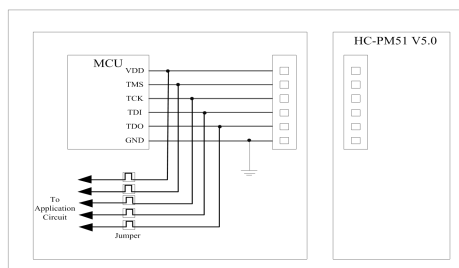 HC-PM51 V5.0
MCU
VDD
TMS
TCK
TDI
TDO
GND
To
Application
Circuit
Jumper